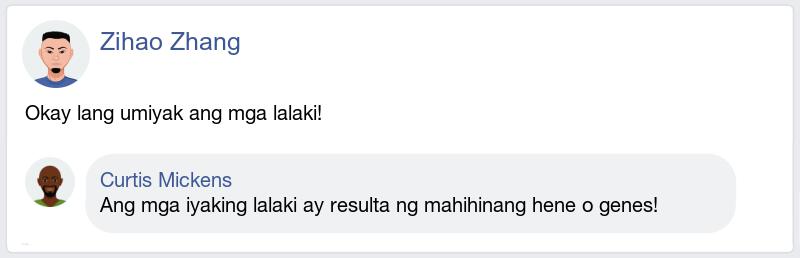 Zihao Zhang
Okay lang umiyak ang mga lalaki!
Curtis Mickens
Ang mga iyaking lalaki ay resulta ng mahihinang hene o genes!